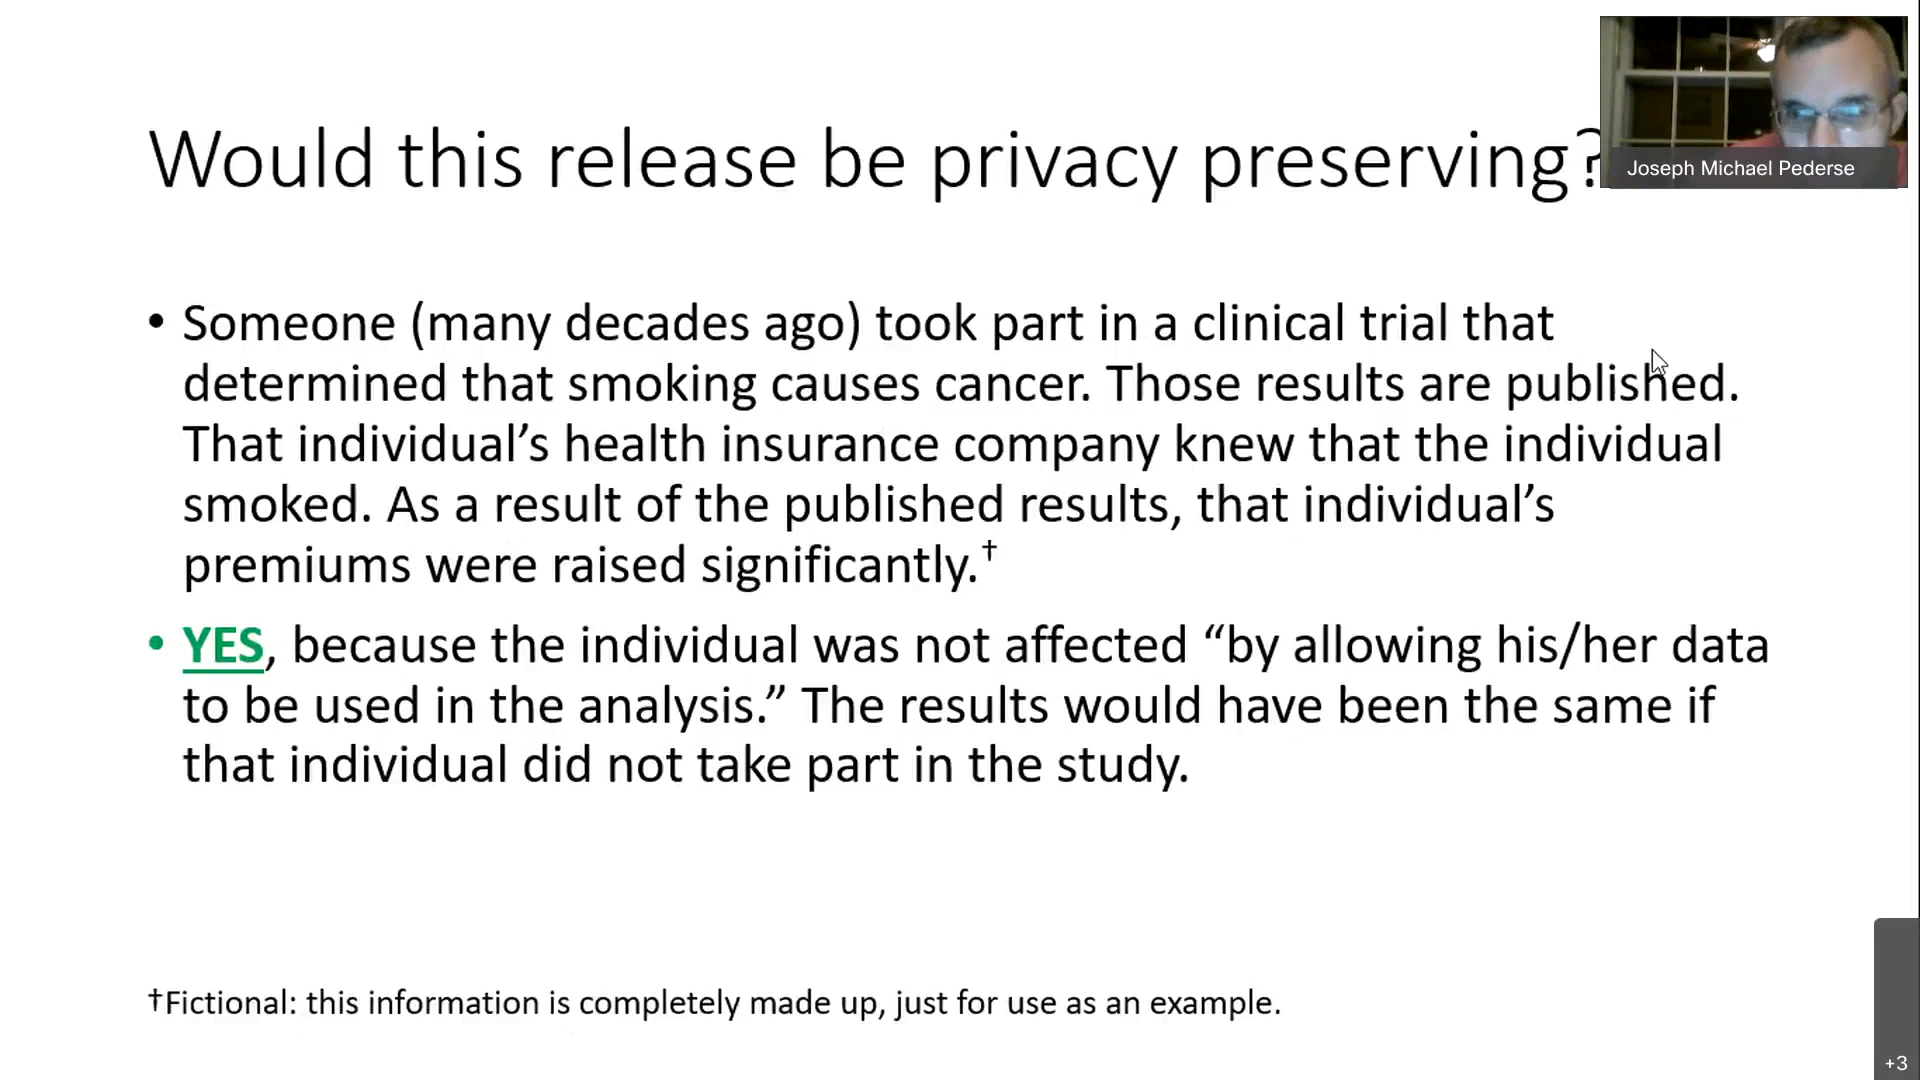 Would this release be privacy preserving?
Joseph Michael Pederse
• Someone (many decades ago) took part in a clinical trial that
determined that smoking causes cancer. Those results are published.
That individual’s health insurance company knew that the individual
smoked. As a result of the published results, that individual’s
premiums were raised significantly.†
• YES, because the individual was not affected “by allowing his/her data
to be used in the analysis.” The results would have been the same if
that individual did not take part in the study.
†Fictional: this information is completely made up, just for use as an example.
+3